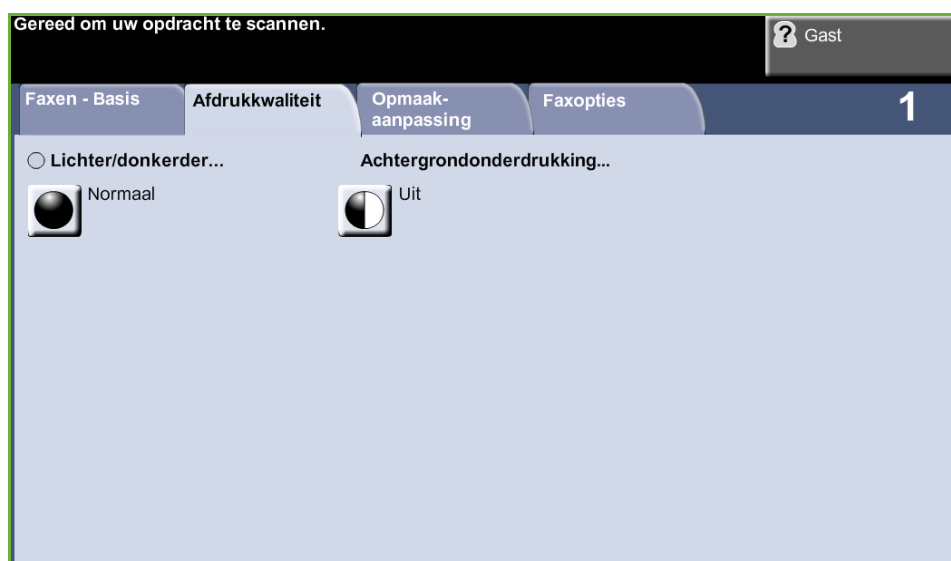 Gereed om uw opdracht te scannen.
? Gast
Faxen - Basis
Afdrukkwaliteit
Opmaak-
aanpassing
Faxopties
1
Lichter/donkerder...
Achtergrondonderdrukking...
Normaal
Uit